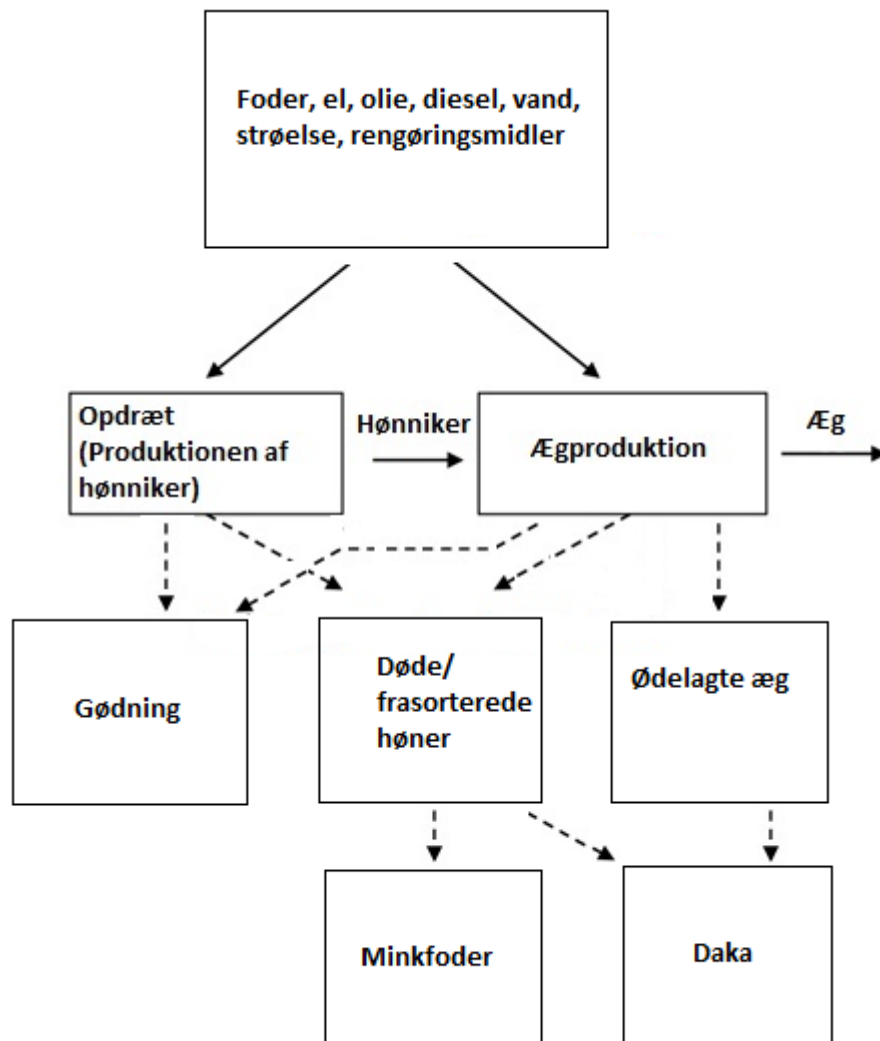 Foder, el, olie, diesel, vand,
strøelse, rengøringsmidler
Opdræt
(Produktionen af
hønniker)
Hønniker
Ægproduktion
Æg
Gødning
Døde/
frasorterede
høner
Ødelagte æg
Minkfoder
Daka